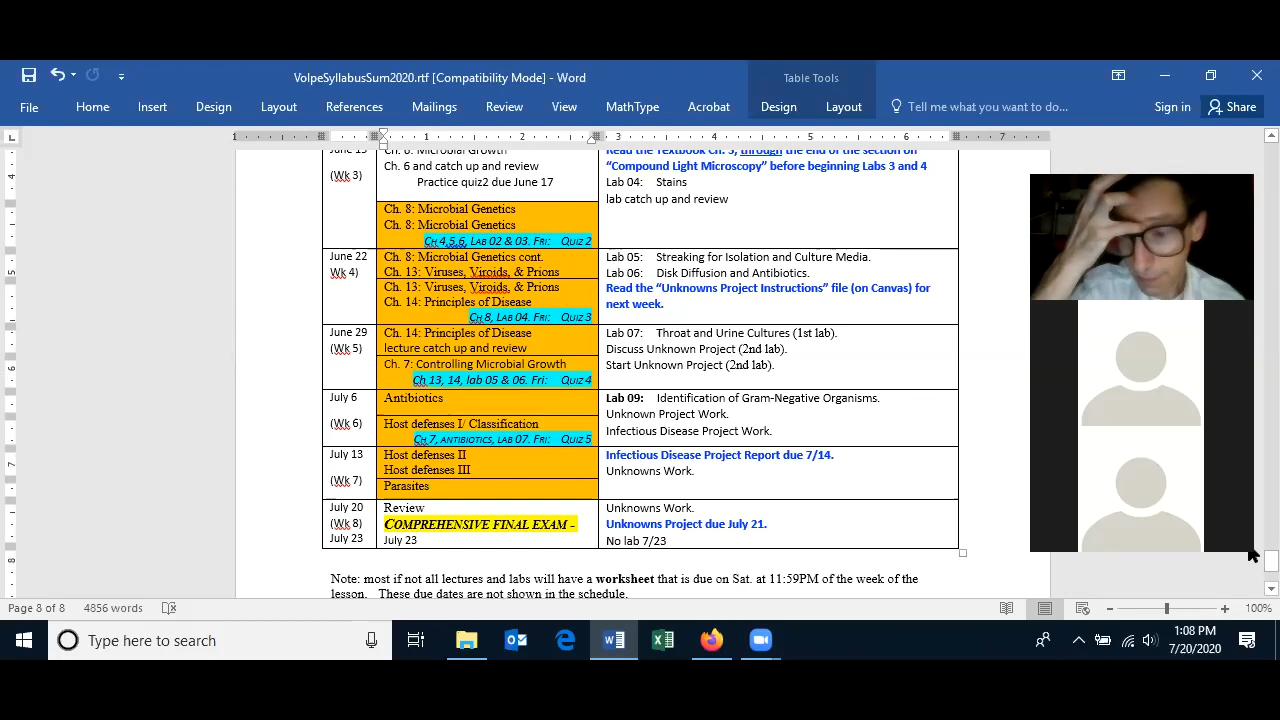 VolpeSyllabusSum2020.rtf [Compatibility Mode] - Word
Table Tools
File Home Insert Design Layout References Mailings Review View MathType Acrobat Design Layout Tell me what you want to do... Sign in Share
1 1 2 3 4 5 6 7
(Wk 3)
Ch. 6 and catch up and review
Practice quiz2 due June 17
Ch. 8: Microbial Genetics
Ch. 8: Microbial Genetics
Ch 4,5,6, Lab 02 & 03. Fri: Quiz 2
Read the Textbook Ch. 3, through the end of the section on
“Compound Light Microscopy” before beginning Labs 3 and 4
Lab 04: Stains
lab catch up and review
June 22
Wk 4)
Ch. 8: Microbial Genetics cont.
Ch. 13: Viruses, Viroids, & Prions
Ch. 13: Viruses, Viroids, & Prions
Ch. 14: Principles of Disease
Ch 8, Lab 04. Fri: Quiz 3
Lab 05: Streaking for Isolation and Culture Media.
Lab 06: Disk Diffusion and Antibiotics.
Read the “Unknowns Project Instructions” file (on Canvas) for
next week.
June 29
(Wk 5)
Ch. 14: Principles of Disease
lecture catch up and review
Ch. 7: Controlling Microbial Growth
Ch 13, 14, lab 05 & 06. Fri: Quiz 4
Lab 07: Throat and Urine Cultures (1st lab).
Discuss Unknown Project (2nd lab).
Start Unknown Project (2nd lab).
July 6
(Wk 6)
Antibiotics
Host defenses I/ Classification
Ch 7, antibiotics, lab 07. Fri: Quiz 5
Lab 09: Identification of Gram-Negative Organisms.
Unknown Project Work.
Infectious Disease Project Work.
July 13
(Wk 7)
Host defenses II
Host defenses III
Parasites
Infectious Disease Project Report due 7/14.
Unknowns Work.
July 20
(Wk 8)
July 23
Review
Comprehensive Final Exam -
July 23
Unknowns Work.
Unknowns Project due July 21.
No lab 7/23
Note: most if not all lectures and labs will have a worksheet that is due on Sat. at 11:59PM of the week of the
lesson. These due dates are not shown in the schedule.
4
5
6
7
8
Page 8 of 8 4856 words 100%
Type here to search
1:08 PM
7/20/2020